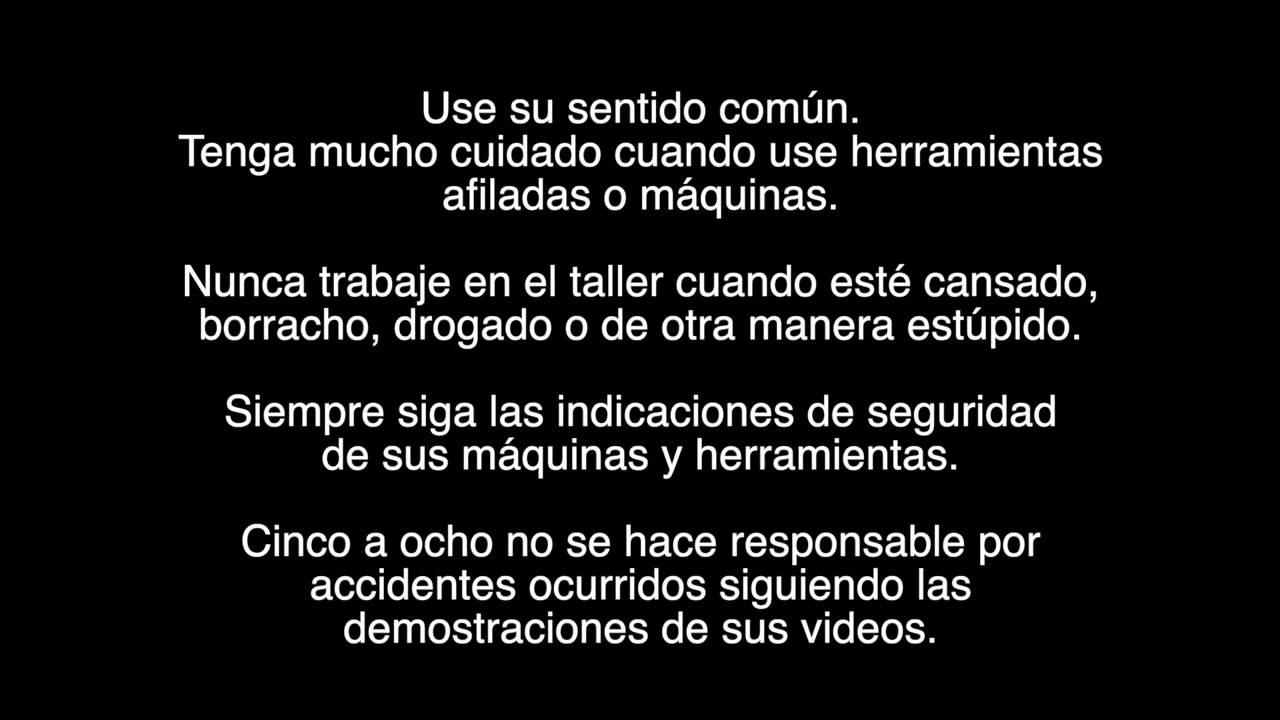 Use su sentido común.
Tenga mucho cuidado cuando use herramientas
afiladas o máquinas.
Nunca trabaje en el taller cuando esté cansado,
borracho, drogado o de otra manera estúpido.
Siempre siga las indicaciones de seguridad
de sus máquinas y herramientas.
Cinco a ocho no se hace responsable por
accidentes ocurridos siguiendo las
demostraciones de sus videos.